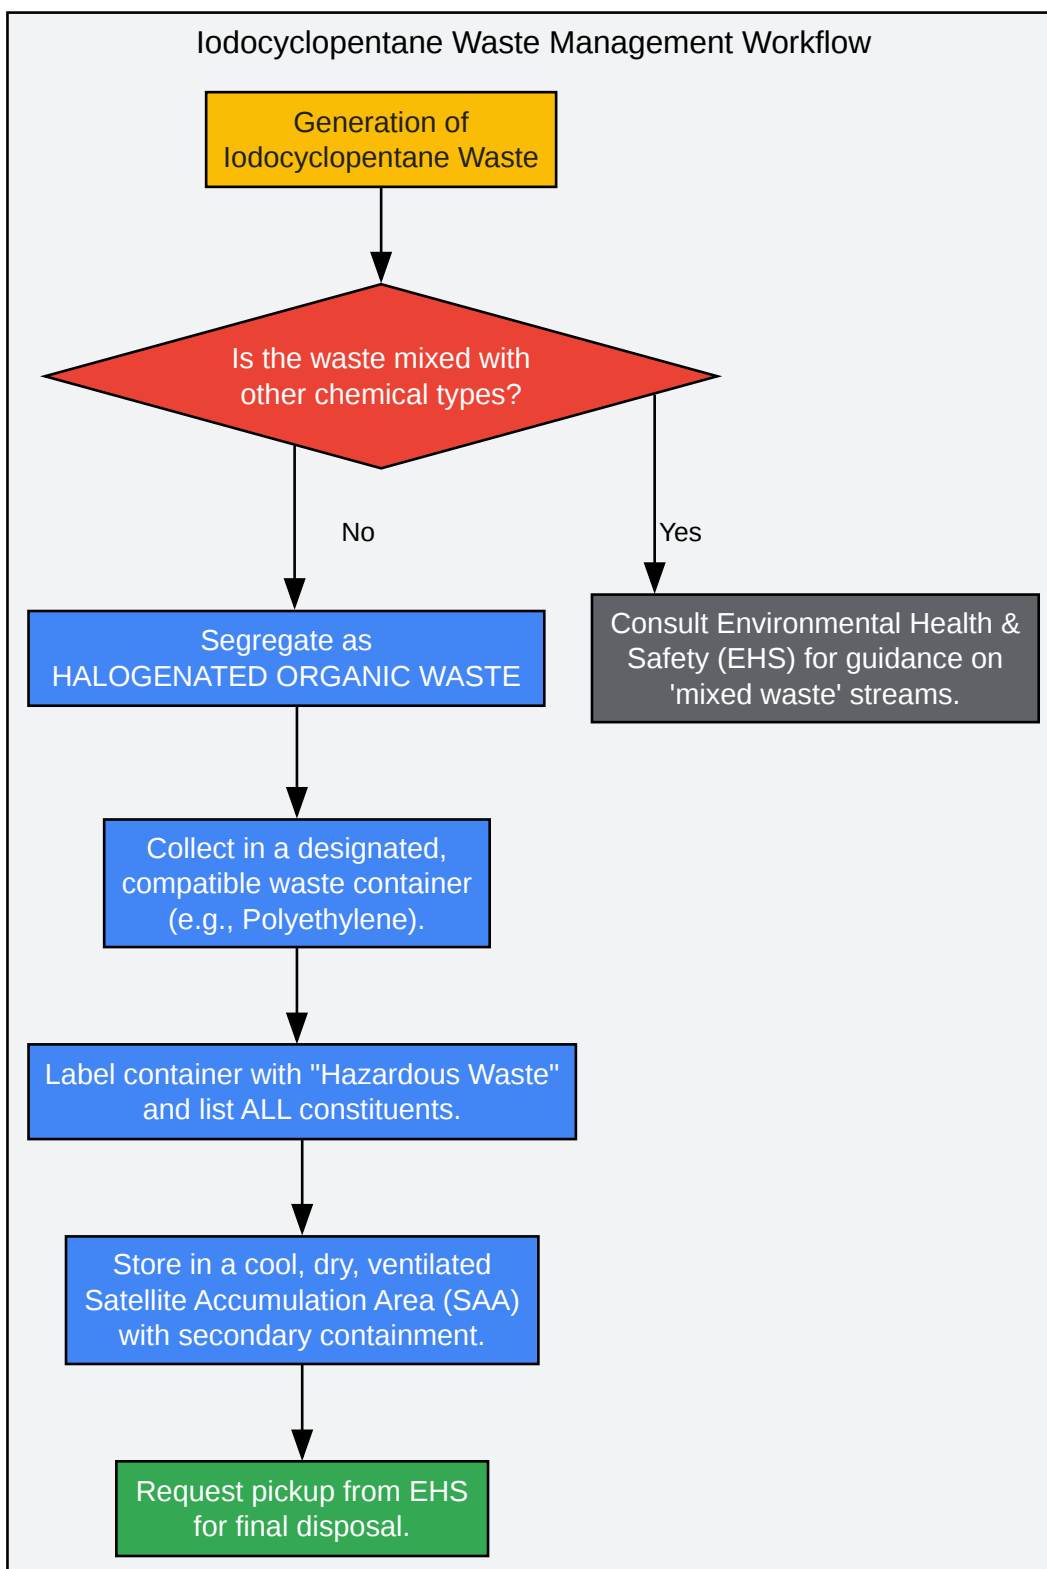 Iodocyclopentane Waste Management Workflow
Generation of
Iodocyclopentane Waste
Is the waste mixed with
other chemical types?
No
Yes
Segregate as
HALOGENATED ORGANIC WASTE
Consult Environmental Health &
Safety (EHS) for guidance on
'mixed waste' streams.
Collect in a designated,
compatible waste container
(e.g., Polyethylene).
Label container with "Hazardous Waste"
and list ALL constituents.
Store in a cool, dry, ventilated
Satellite Accumulation Area (SAA)
with secondary containment.
Request pickup from EHS
for final disposal.